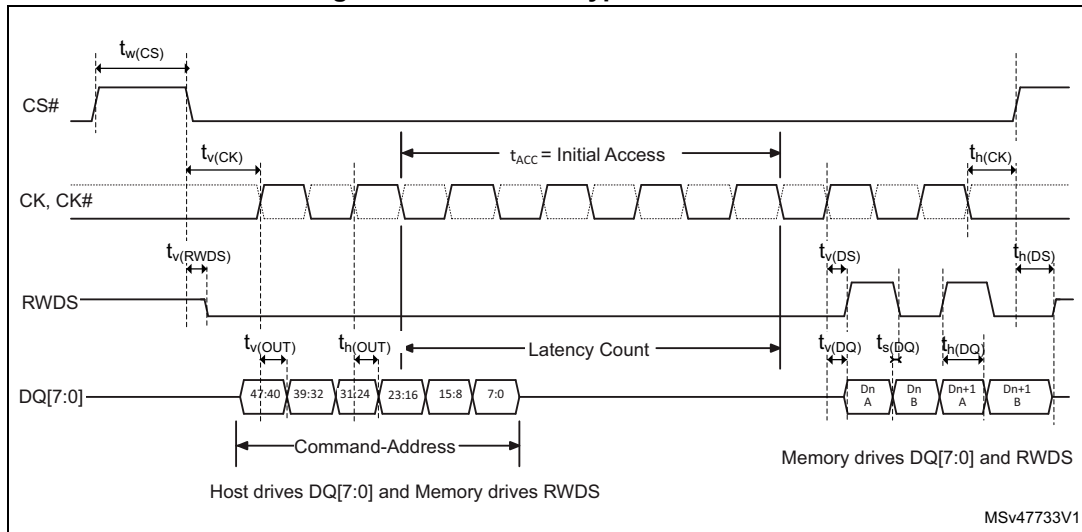 tw(CS)
CS#
tv(CK)
tACC = Initial Access
th(CK)
CK, CK#
tv(RWDS)
tv(DS)
th(DS)
RWDS
tv(OUT)
th(OUT)
Latency Count
tv(DQ)
ts(DQ)
th(DQ)
DQ[7:0]
47:40 39:32 31:24 23:16 15:8 7:0
Dn A
Dn B
Dn+1 A
Dn+1 B
Command-Address
Memory drives DQ[7:0] and RWDS
Host drives DQ[7:0] and Memory drives RWDS
MSv47733V1